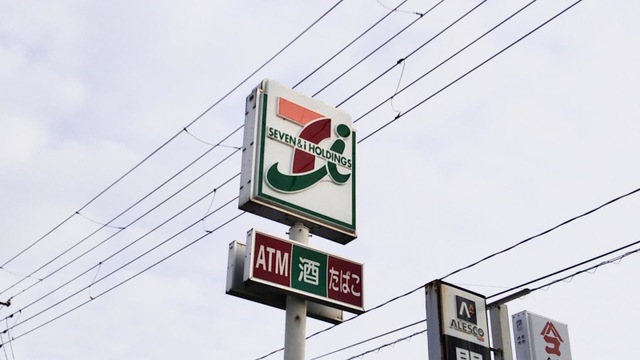 SEVEN & i HOLDINGS
ATM 酒 たばこ
ALESCO